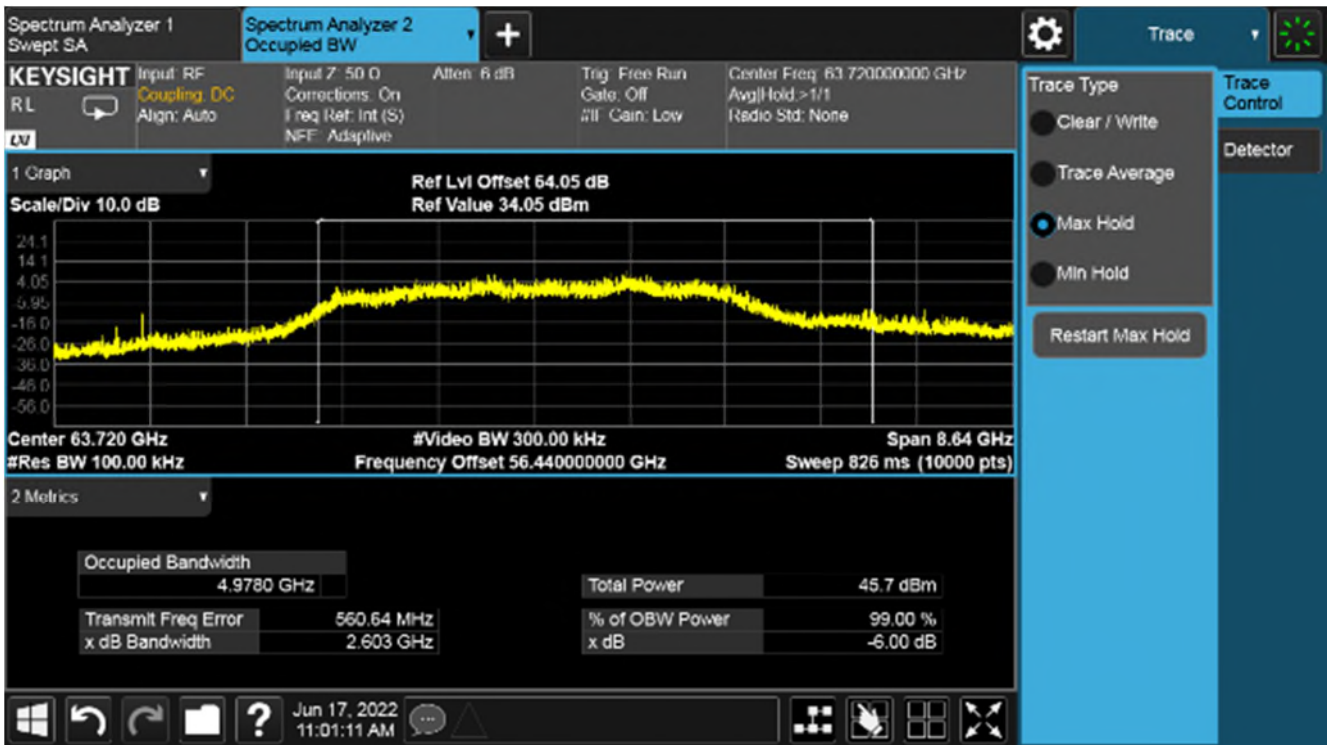 Spectrum Analyzer 1
Swept SA
Spectrum Analyzer 2
Occupied BW
Trace
KEYSIGHT
RL
LXI
Input: RF
Coupling: DC
Align: Auto
Input Z: 50 Ω
Corrections: On
Freq Ref: Int (S)
NFE: Adaptive
Atten: 6 dB
Trig: Free Run
Gate: Off
#IF Gain: Low
Center Freq: 63.720000000 GHz
Avg|Hold:>1/1
Radio Std: None
1 Graph
Scale/Div 10.0 dB
Ref Lvl Offset 64.05 dB
Ref Value 34.05 dBm
24.1
14.1
4.05
-5.95
-16.0
-26.0
-36.0
-46.0
-56.0
Center 63.720 GHz
#Res BW 100.00 kHz
#Video BW 300.00 kHz
Frequency Offset 56.440000000 GHz
Span 8.64 GHz
Sweep 826 ms (10000 pts)
2 Metrics
Occupied Bandwidth
4.9780 GHz
Transmit Freq Error 560.64 MHz
x dB Bandwidth 2.603 GHz
Total Power 45.7 dBm
% of OBW Power 99.00 %
x dB -6.00 dB
Trace Type
Clear / Write
Trace Average
Max Hold
Min Hold
Restart Max Hold
Trace
Control
Detector
?
Jun 17, 2022
11:01:11 AM